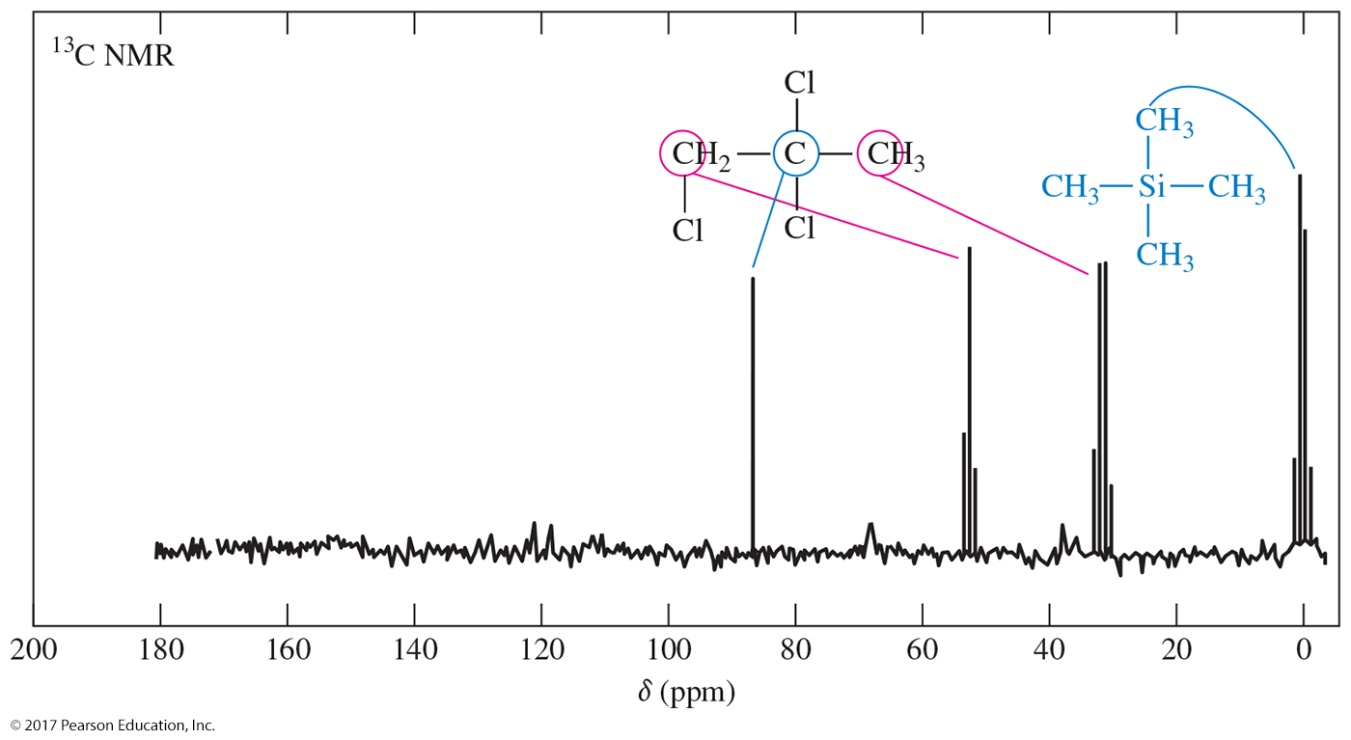 ¹³C NMR
Cl
CH₂—C—CH₃
Cl Cl
CH₃
CH₃—Si—CH₃
CH₃
200 180 160 140 120 100 80 60 40 20 0
δ (ppm)
© 2017 Pearson Education, Inc.